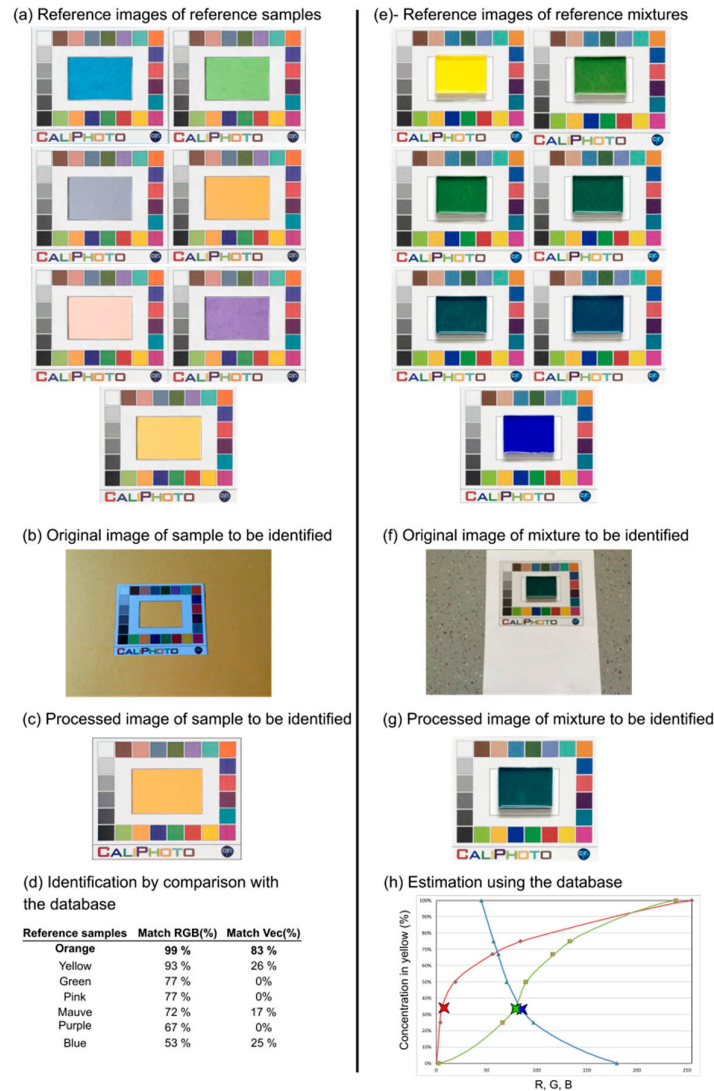 (a) Reference images of reference samples
CALIPHOTO
CALIPHOTO
CALIPHOTO
CALIPHOTO
CALIPHOTO
CALIPHOTO
CALIPHOTO
(b) Original image of sample to be identified
CALIPHOTO
(c) Processed image of sample to be identified
CALIPHOTO
(d) Identification by comparison with
the database
Reference samples Match RGB(%) Match Vec(%)
Orange 99 % 83 %
Yellow 93 % 26 %
Green 77 % 0%
Pink 77 % 0%
Mauve 72 % 17 %
Purple 67 % 0%
Blue 53 % 25 %
(e)- Reference images of reference mixtures
CALIPHOTO
CALIPHOTO
CALIPHOTO
CALIPHOTO
CALIPHOTO
CALIPHOTO
CALIPHOTO
(f) Original image of mixture to be identified
CALIPHOTO
(g) Processed image of mixture to be identified
CALIPHOTO
(h) Estimation using the database
Concentration in yellow (%)
100%
90%
80%
70%
60%
50%
40%
30%
20%
10%
0%
0 50 100 150 200 250
R, G, B